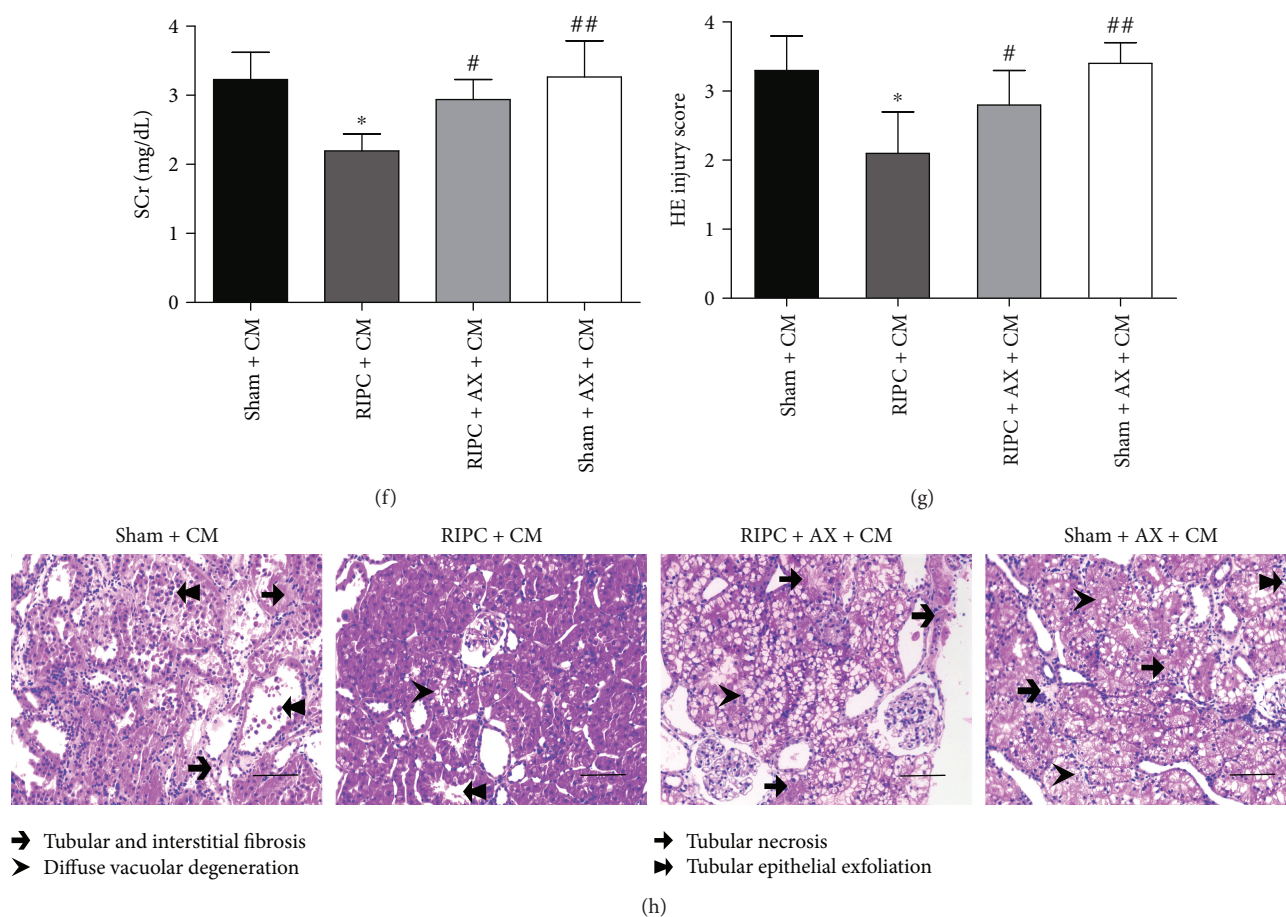 4
3
2
1
0
SCr (mg/dL)
*
#
##
Sham + CM
RIPC + CM
RIPC + AX + CM
Sham + AX + CM
(f)
4
3
2
1
0
HE injury score
*
#
##
Sham + CM
RIPC + CM
RIPC + AX + CM
Sham + AX + CM
(g)
Sham + CM
RIPC + CM
RIPC + AX + CM
Sham + AX + CM
Tubular and interstitial fibrosis
Diffuse vacuolar degeneration
Tubular necrosis
Tubular epithelial exfoliation
(h)